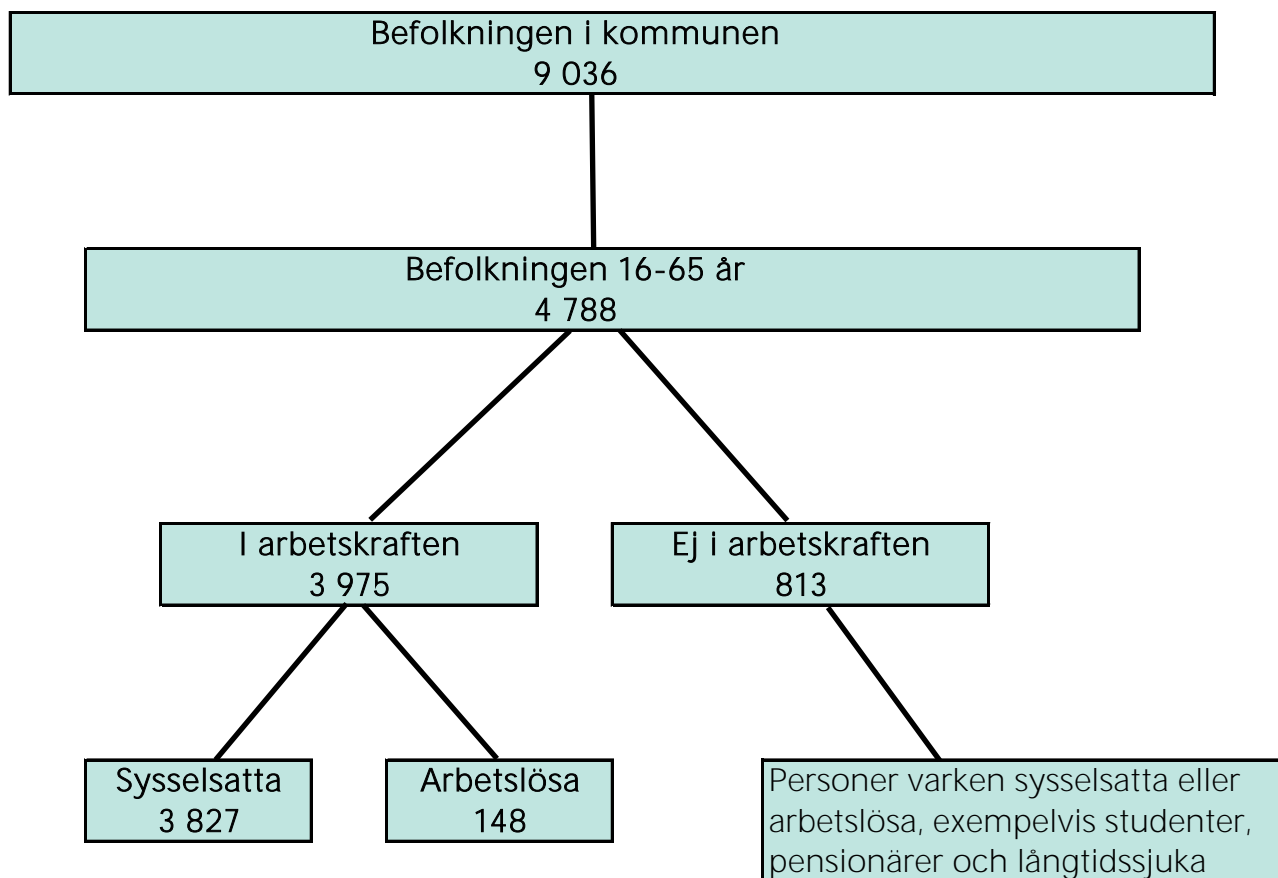 Befolkningen i kommunen
9 036
Befolkningen 16-65 år
4 788
I arbetskraften
3 975
Ej i arbetskraften
813
Sysselsatta
3 827
Arbetslösa
148
Personer varken sysselsatta eller
arbetslösa, exempelvis studenter,
pensionärer och långtidssjuka